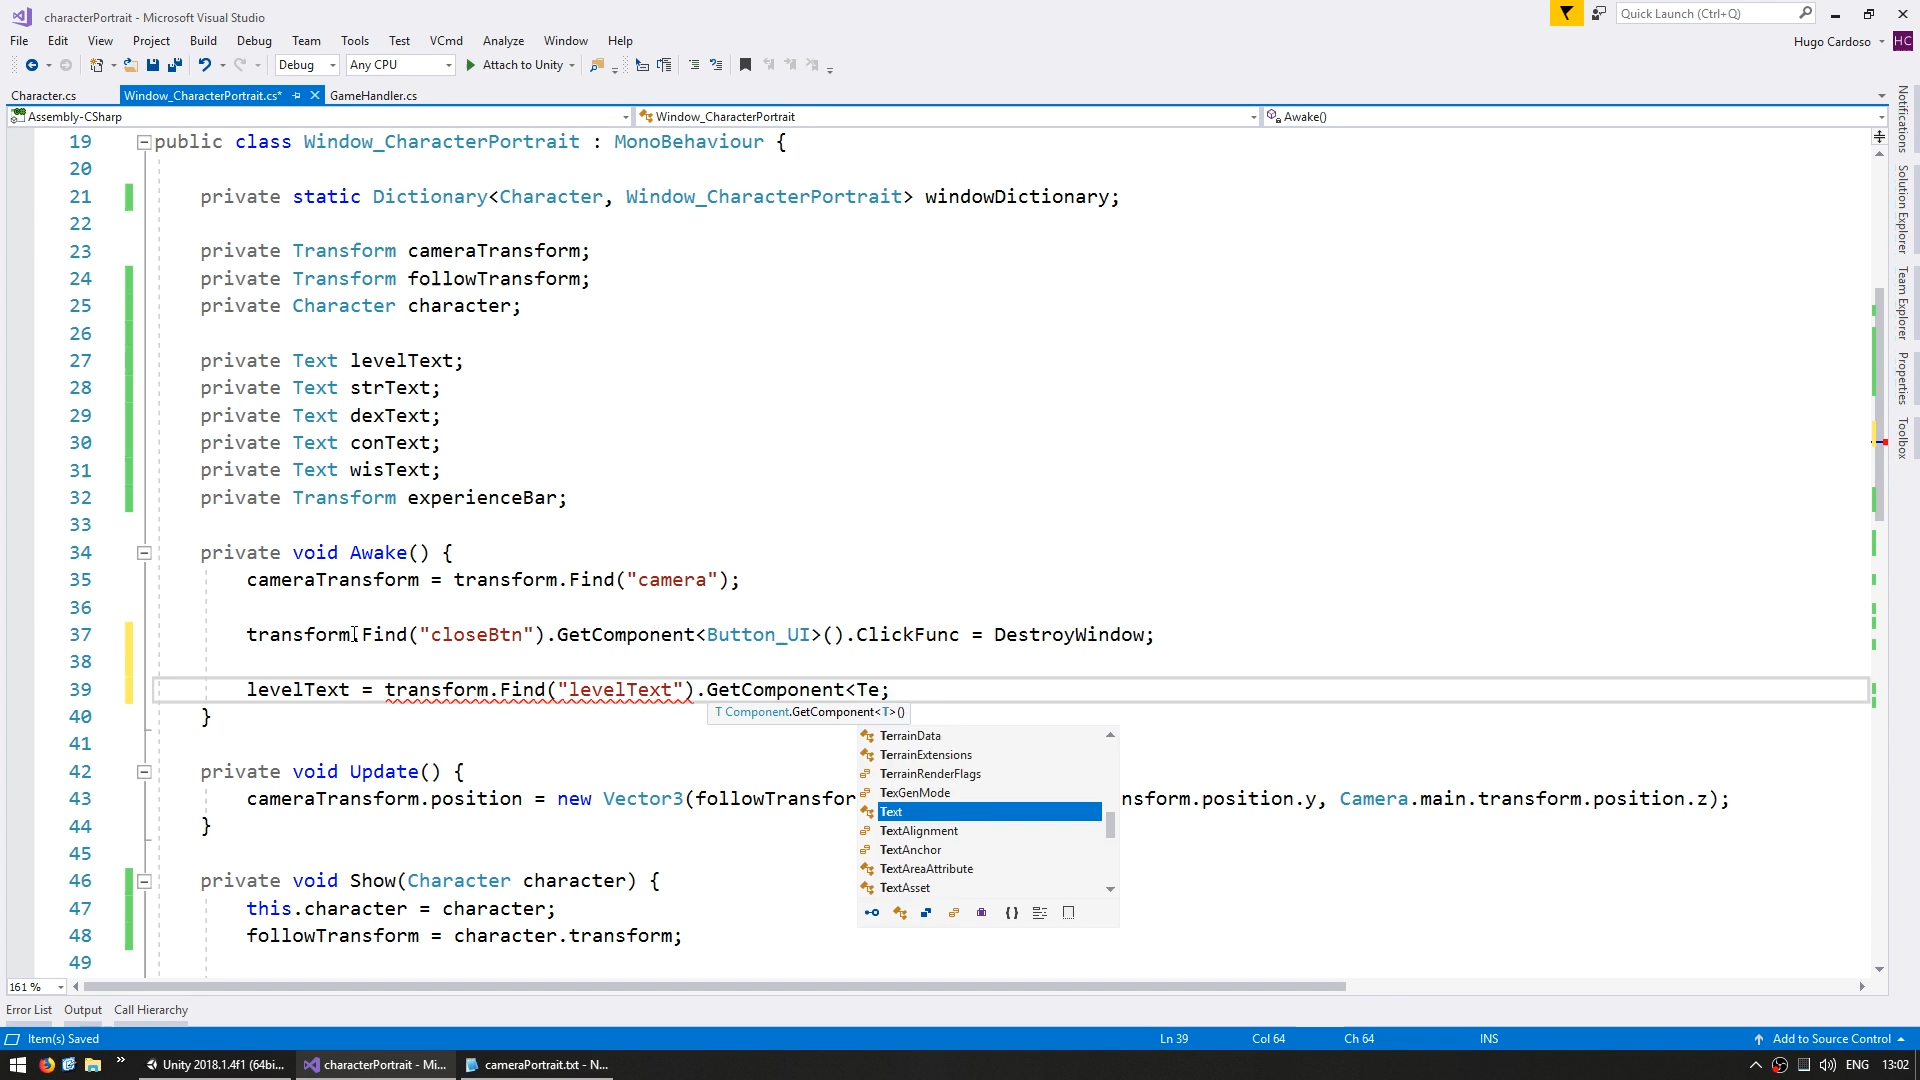 characterPortrait - Microsoft Visual Studio
Quick Launch (Ctrl+Q)
File Edit View Project Build Debug Team Tools Test VCmd Analyze Window Help
Hugo Cardoso HC
Debug Any CPU Attach to Unity
Character.cs Window_CharacterPortrait.cs* GameHandler.cs
Assembly-CSharp Window_CharacterPortrait Awake()
19 public class Window_CharacterPortrait : MonoBehaviour {
20
21 private static Dictionary<Character, Window_CharacterPortrait> windowDictionary;
22
23 private Transform cameraTransform;
24 private Transform followTransform;
25 private Character character;
26
27 private Text levelText;
28 private Text strText;
29 private Text dexText;
30 private Text conText;
31 private Text wisText;
32 private Transform experienceBar;
33
34 private void Awake() {
35 cameraTransform = transform.Find("camera");
36
37 transform.Find("closeBtn").GetComponent<Button_UI>().ClickFunc = DestroyWindow;
38
39 levelText = transform.Find("levelText").GetComponent<Te;
T Component.GetComponent<T>()
40 }
TerrainData
41
TerrainExtensions
42 private void Update() {
TerrainRenderFlags
TexGenMode
43 cameraTransform.position = new Vector3(followTransfor nsform.position.y, Camera.main.transform.position.z);
Text
44 }
TextAlignment
45
TextAnchor
TextAreaAttribute
46 private void Show(Character character) {
TextAsset
47 this.character = character;
48 followTransform = character.transform;
49
161 %
Error List Output Call Hierarchy
Item(s) Saved Ln 39 Col 64 Ch 64 INS Add to Source Control
Unity 2018.1.4f1 (64bi... characterPortrait - Mi... cameraPortrait.txt - N... ENG 13:02
Notifications
Solution Explorer
Team Explorer
Properties
Toolbox